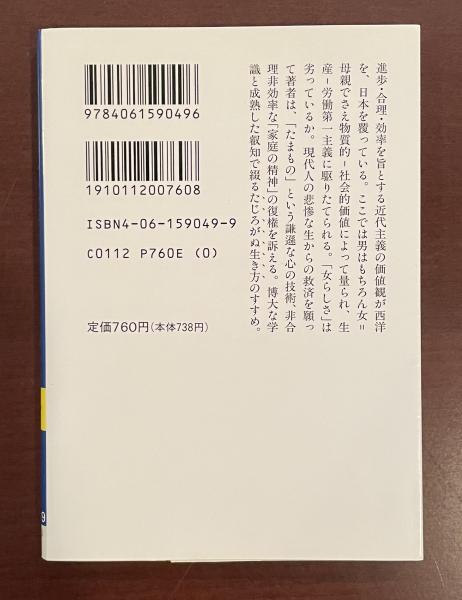 進歩・合理・効率を旨とする近代主義の価値観が西洋
を、日本を覆っている。ここでは男はもちろん女＝
母親でさえ物質的－社会的価値によって量られ、生
産－労働第一主義に駆りたてられる。「女らしさ」は
劣っているか。現代人の悲惨な生からの救済を願っ
て著者は、「たまもの」という謙遜な心の技術、非合
理非効率な「家庭の精神」の復権を訴える。博大な学
識と成熟した叡知で綴るたじろがぬ生き方のすすめ。
9784061590496
1910112007608
ISBN4-06-159049-9
C0112 P760E (0)
定価760円(本体738円)
9